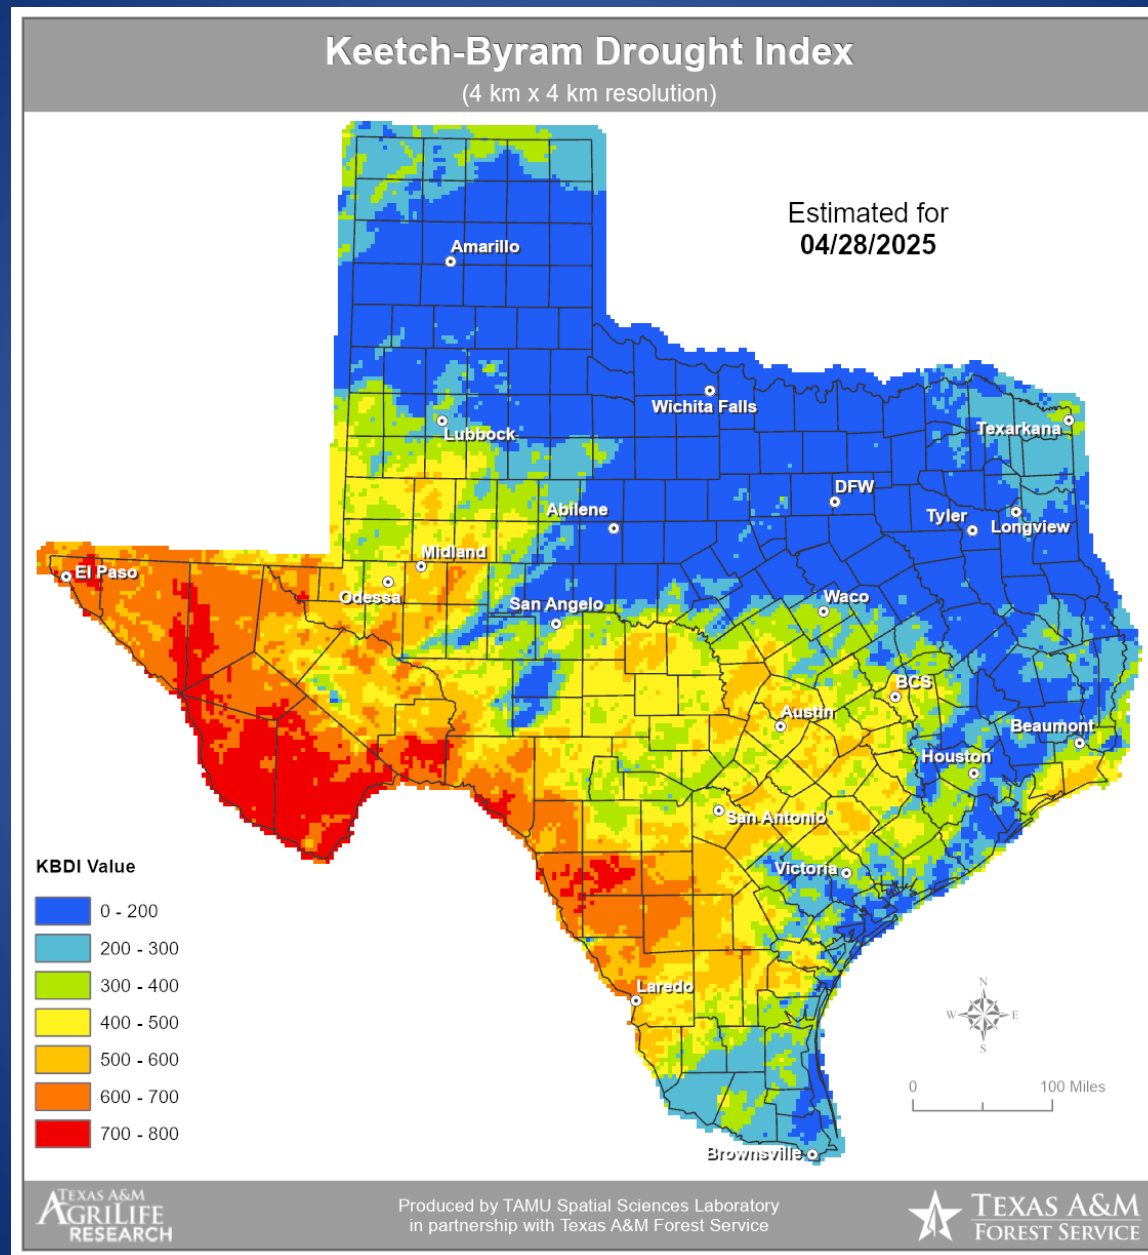 Keetch-Byram Drought Index
(4 km x 4 km resolution)
Estimated for
04/28/2025
Amarillo
Wichita Falls
Lubbock
Texarkana
DFW
Abilene
Tyler
Longview
Midland
El Paso
Odessa
San Angelo
Waco
BCS
Austin
Beaumont
Houston
San Antonio
Victoria
Laredo
Brownsville
KBDI Value
0 - 200
200 - 300
300 - 400
400 - 500
500 - 600
600 - 700
700 - 800
N
W E
S
0 100 Miles
TEXAS A&M
AGRILIFE
RESEARCH
Produced by TAMU Spatial Sciences Laboratory
in partnership with Texas A&M Forest Service
TEXAS A&M
FOREST SERVICE